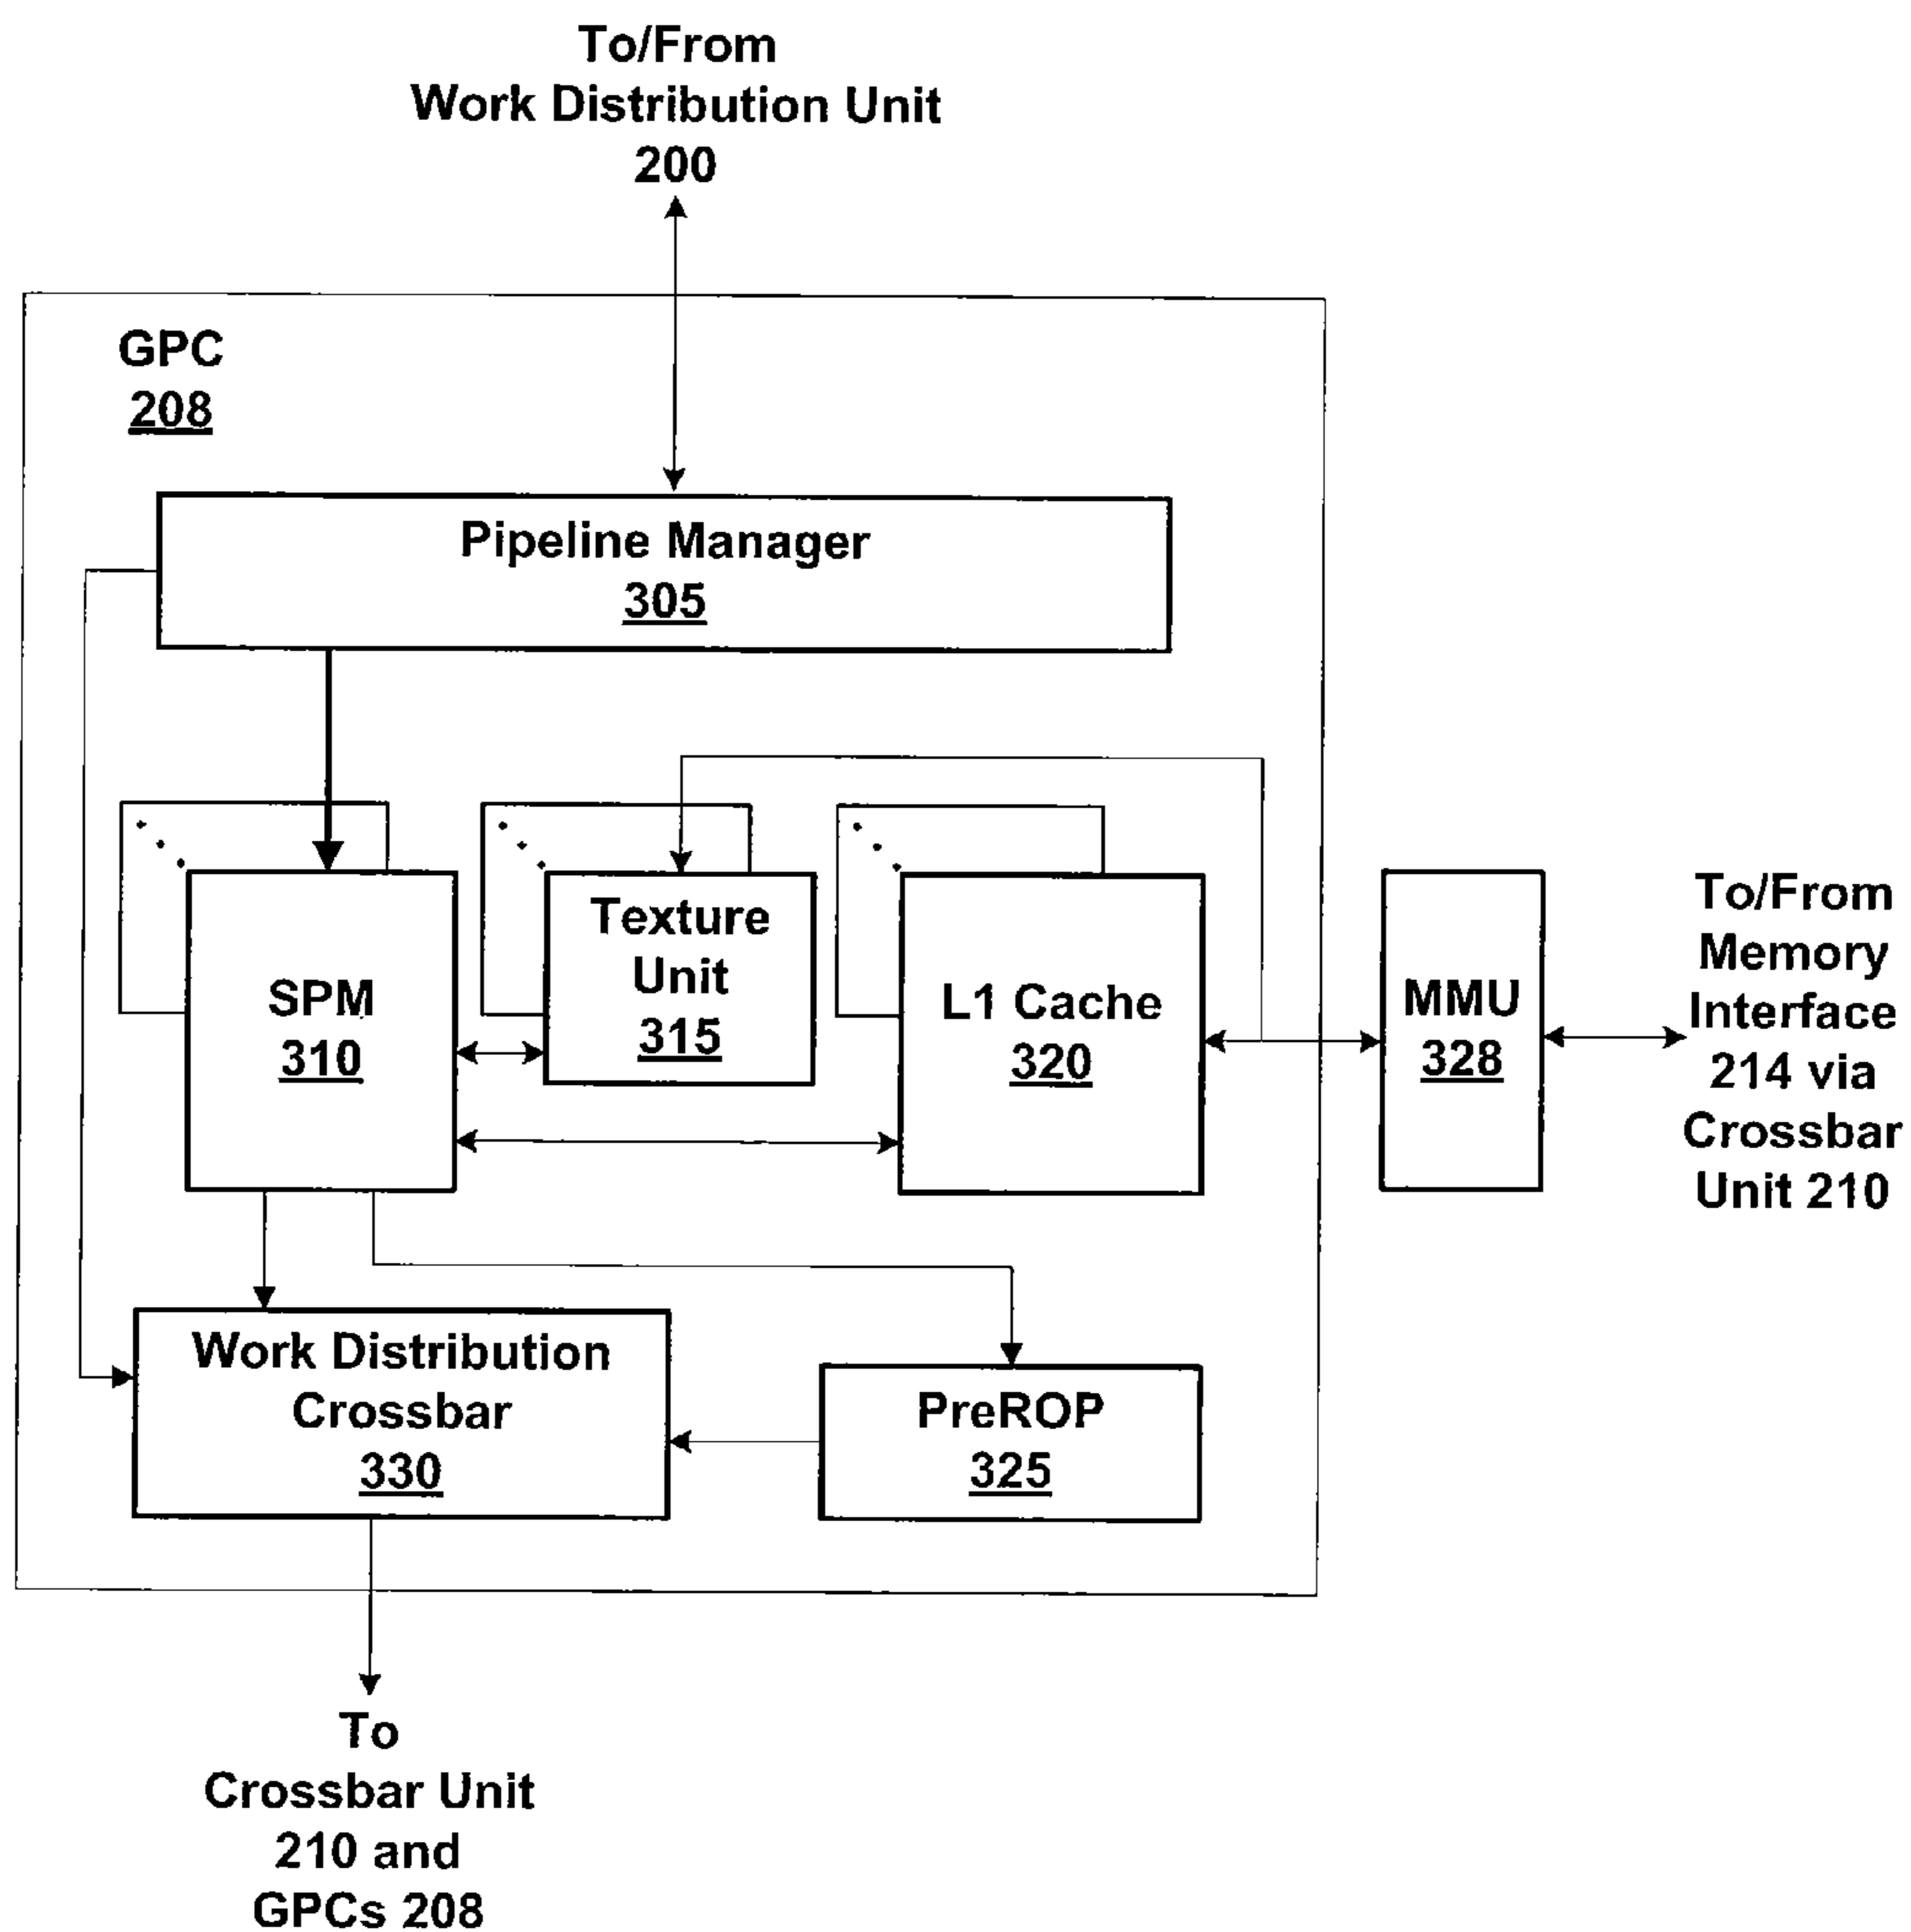 To/From
Work Distribution Unit
200
GPC
208
Pipeline Manager
305
SPM
310
Texture
Unit
315
L1 Cache
320
MMU
328
To/From
Memory
Interface
214 via
Crossbar
Unit 210
Work Distribution
Crossbar
330
PreROP
325
To
Crossbar Unit
210 and
GPCs 208